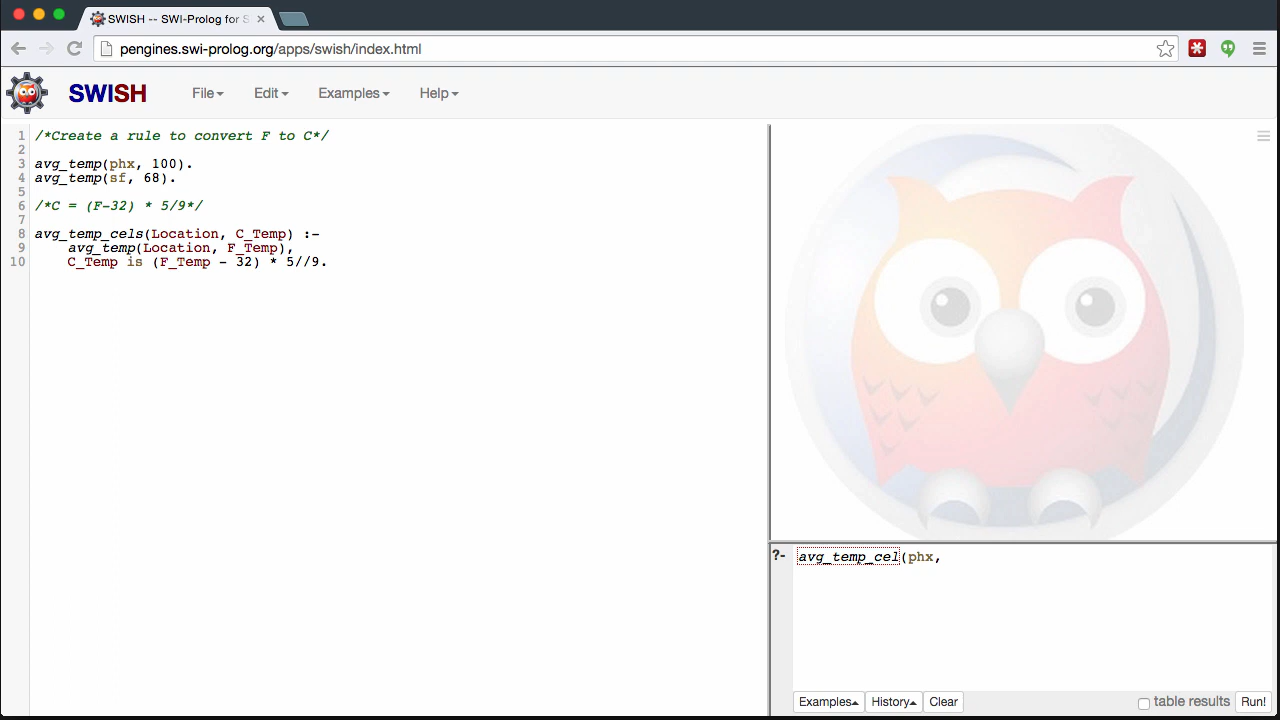 SWISH -- SWI-Prolog for S
pengines.swi-prolog.org/apps/swish/index.html
SWISH File Edit Examples Help
1 /*Create a rule to convert F to C*/
2
3 avg_temp(phx, 100).
4 avg_temp(sf, 68).
5
6 /*C = (F-32) * 5/9*/
7
8 avg_temp_cels(Location, C_Temp) :-
9 avg_temp(Location, F_Temp),
10 C_Temp is (F_Temp - 32) * 5//9.
?- avg_temp_cel(phx,
Examples History Clear table results Run!